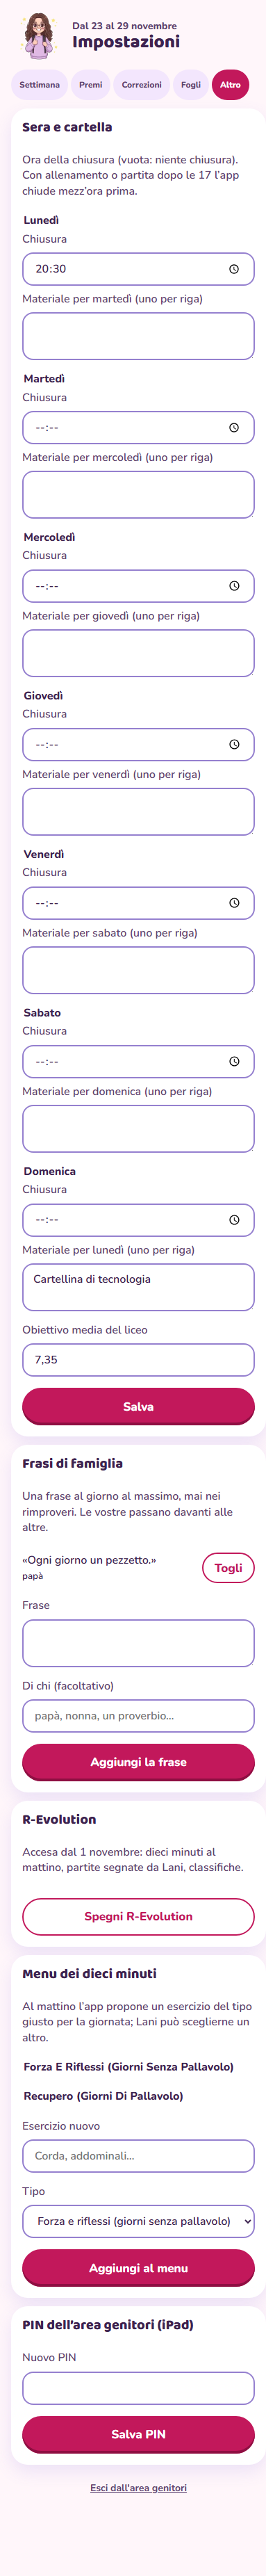 Dal 23 al 29 novembre
Impostazioni
Settimana
Premi
Correzioni
Fogli
Altro
Sera e cartella
Ora della chiusura (vuota: niente chiusura).
Con allenamento o partita dopo le 17 l'app
chiude mezz'ora prima.
Lunedì
Chiusura
20:30
Materiale per martedì (uno per riga)
Martedì
Chiusura
--:--
Materiale per mercoledì (uno per riga)
Mercoledì
Chiusura
--:--
Materiale per giovedì (uno per riga)
Giovedì
Chiusura
--:--
Materiale per venerdì (uno per riga)
Venerdì
Chiusura
--:--
Materiale per sabato (uno per riga)
Sabato
Chiusura
--:--
Materiale per domenica (uno per riga)
Domenica
Chiusura
--:--
Materiale per lunedì (uno per riga)
Cartellina di tecnologia
Obiettivo media del liceo
7,35
Salva
Frasi di famiglia
Una frase al giorno al massimo, mai nei
rimproveri. Le vostre passano davanti alle
altre.
«Ogni giorno un pezzetto.»
papà
Togli
Frase
Di chi (facoltativo)
papà, nonna, un proverbio...
Aggiungi la frase
R-Evolution
Accesa dal 1 novembre: dieci minuti al
mattino, partite segnate da Lani, classifiche.
Spegni R-Evolution
Menu dei dieci minuti
Al mattino l'app propone un esercizio del tipo
giusto per la giornata; Lani può sceglierne un
altro.
Forza E Riflessi (Giorni Senza Pallavolo)
Recupero (Giorni Di Pallavolo)
Esercizio nuovo
Corda, addominali...
Tipo
Forza e riflessi (giorni senza pallavolo)
Aggiungi al menu
PIN dell'area genitori (iPad)
Nuovo PIN
Salva PIN
Esci dall'area genitori